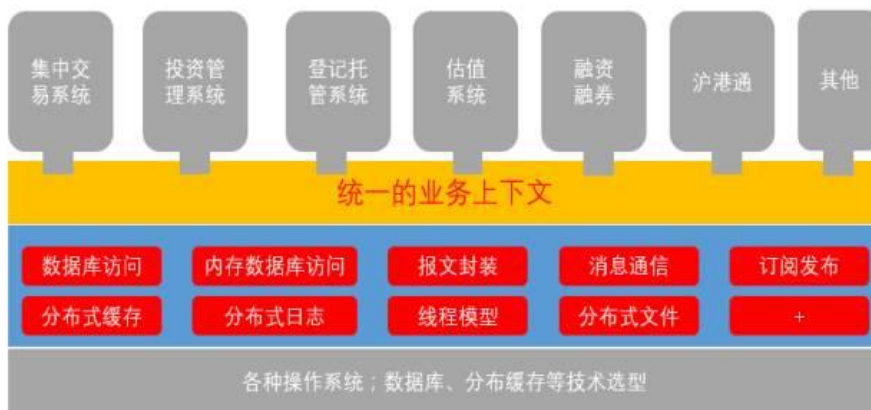 集中交
易系统
投资管
理系统
登记托
管系统
估值
系统
融资
融券
沪港通
其他
统一的业务上下文
数据库访问
内存数据库访问
报文封装
消息通信
订阅发布
分布式缓存
分布式日志
线程模型
分布式文件
+
各种操作系统；数据库、分布缓存等技术选型